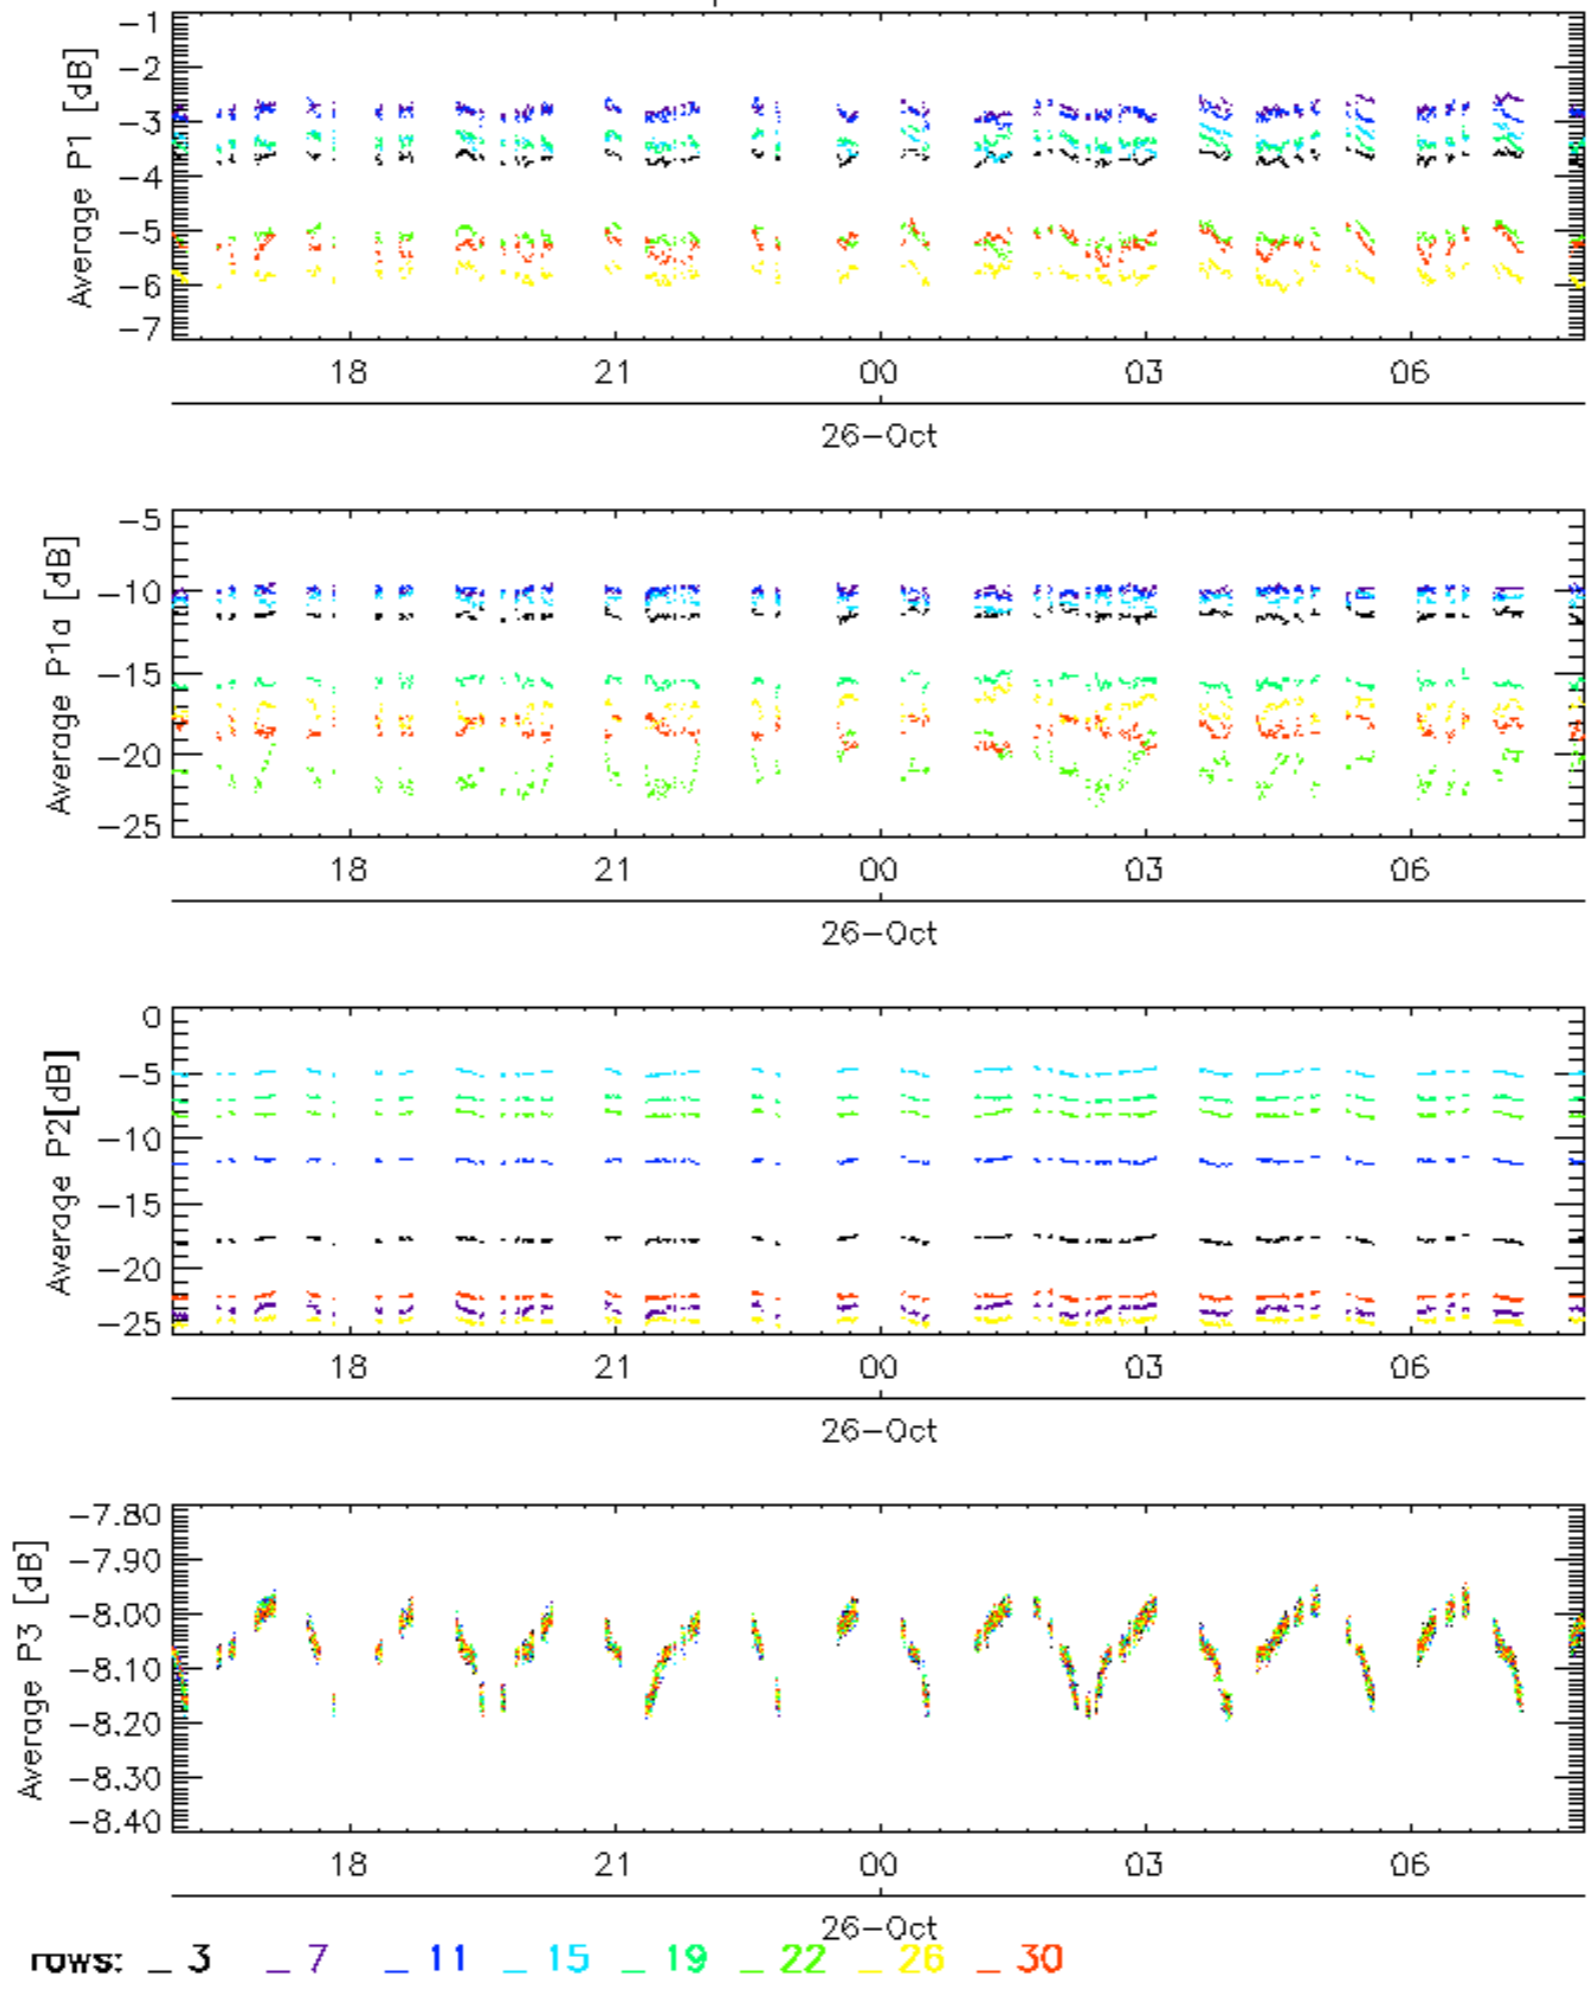 Average P1 [dB]
−1
−2
−3
−4
−5
−6
−7
18 21 00 03 06
26−Oct
Average P1a [dB]
−5
−10
−15
−20
−25
18 21 00 03 06
26−Oct
Average P2[dB]
0
−5
−10
−15
−20
−25
18 21 00 03 06
26−Oct
Average P3 [dB]
−7.80
−7.90
−8.00
−8.10
−8.20
−8.30
−8.40
18 21 00 03 06
26−Oct
rows: _ 3 _ 7 _ 11 _ 15 _ 19 _ 22 _ 26 _ 30